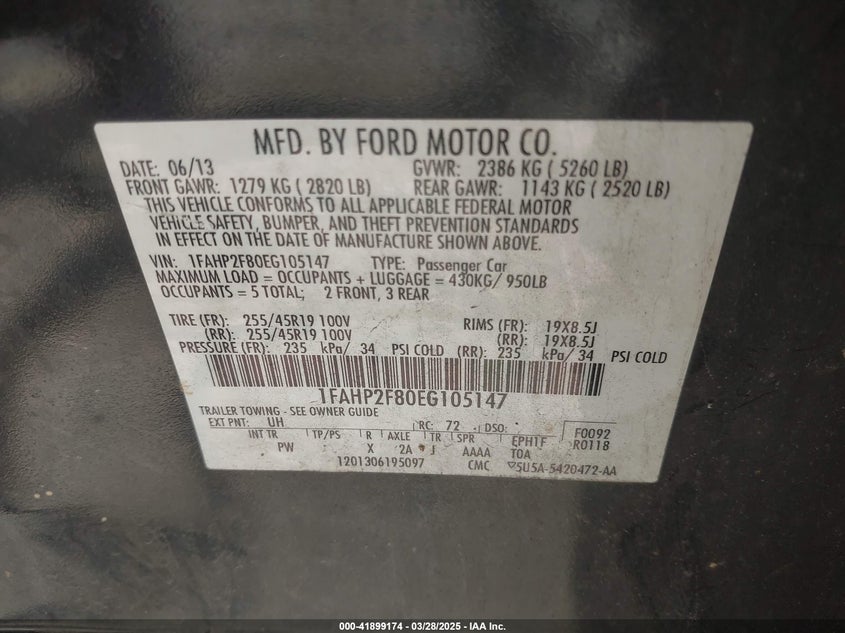 MFD. BY FORD MOTOR CO.
DATE: 06/13 GVWR: 2386 KG ( 5260 LB)
FRONT GAWR: 1279 KG ( 2820 LB) REAR GAWR: 1143 KG ( 2520 LB)
THIS VEHICLE CONFORMS TO ALL APPLICABLE FEDERAL MOTOR
VEHICLE SAFETY, BUMPER, AND THEFT PREVENTION STANDARDS
IN EFFECT ON THE DATE OF MANUFACTURE SHOWN ABOVE.
VIN: 1FAHP2F80EG105147 TYPE: Passenger Car
MAXIMUM LOAD = OCCUPANTS + LUGGAGE = 430KG/ 950LB
OCCUPANTS = 5 TOTAL; 2 FRONT, 3 REAR
TIRE (FR): 255/45R19 100V RIMS (FR): 19X8.5J
(RR): 255/45R19 100V (RR): 19X8.5J
PRESSURE (FR): 235 kPa/ 34 PSI COLD (RR): 235 kPa/ 34 PSI COLD
1FAHP2F80EG105147
TRAILER TOWING - SEE OWNER GUIDE
EXT PNT: UH RC: 72 DSO: F0092
INT TR TP/PS R AXLE TR SPR EPH1F R0118
PW X 2A J AAAA TOA
1201306195097 CMC 5U5A-5420472-AA
000-41899174 | 03/28/2025 | IAA Inc.